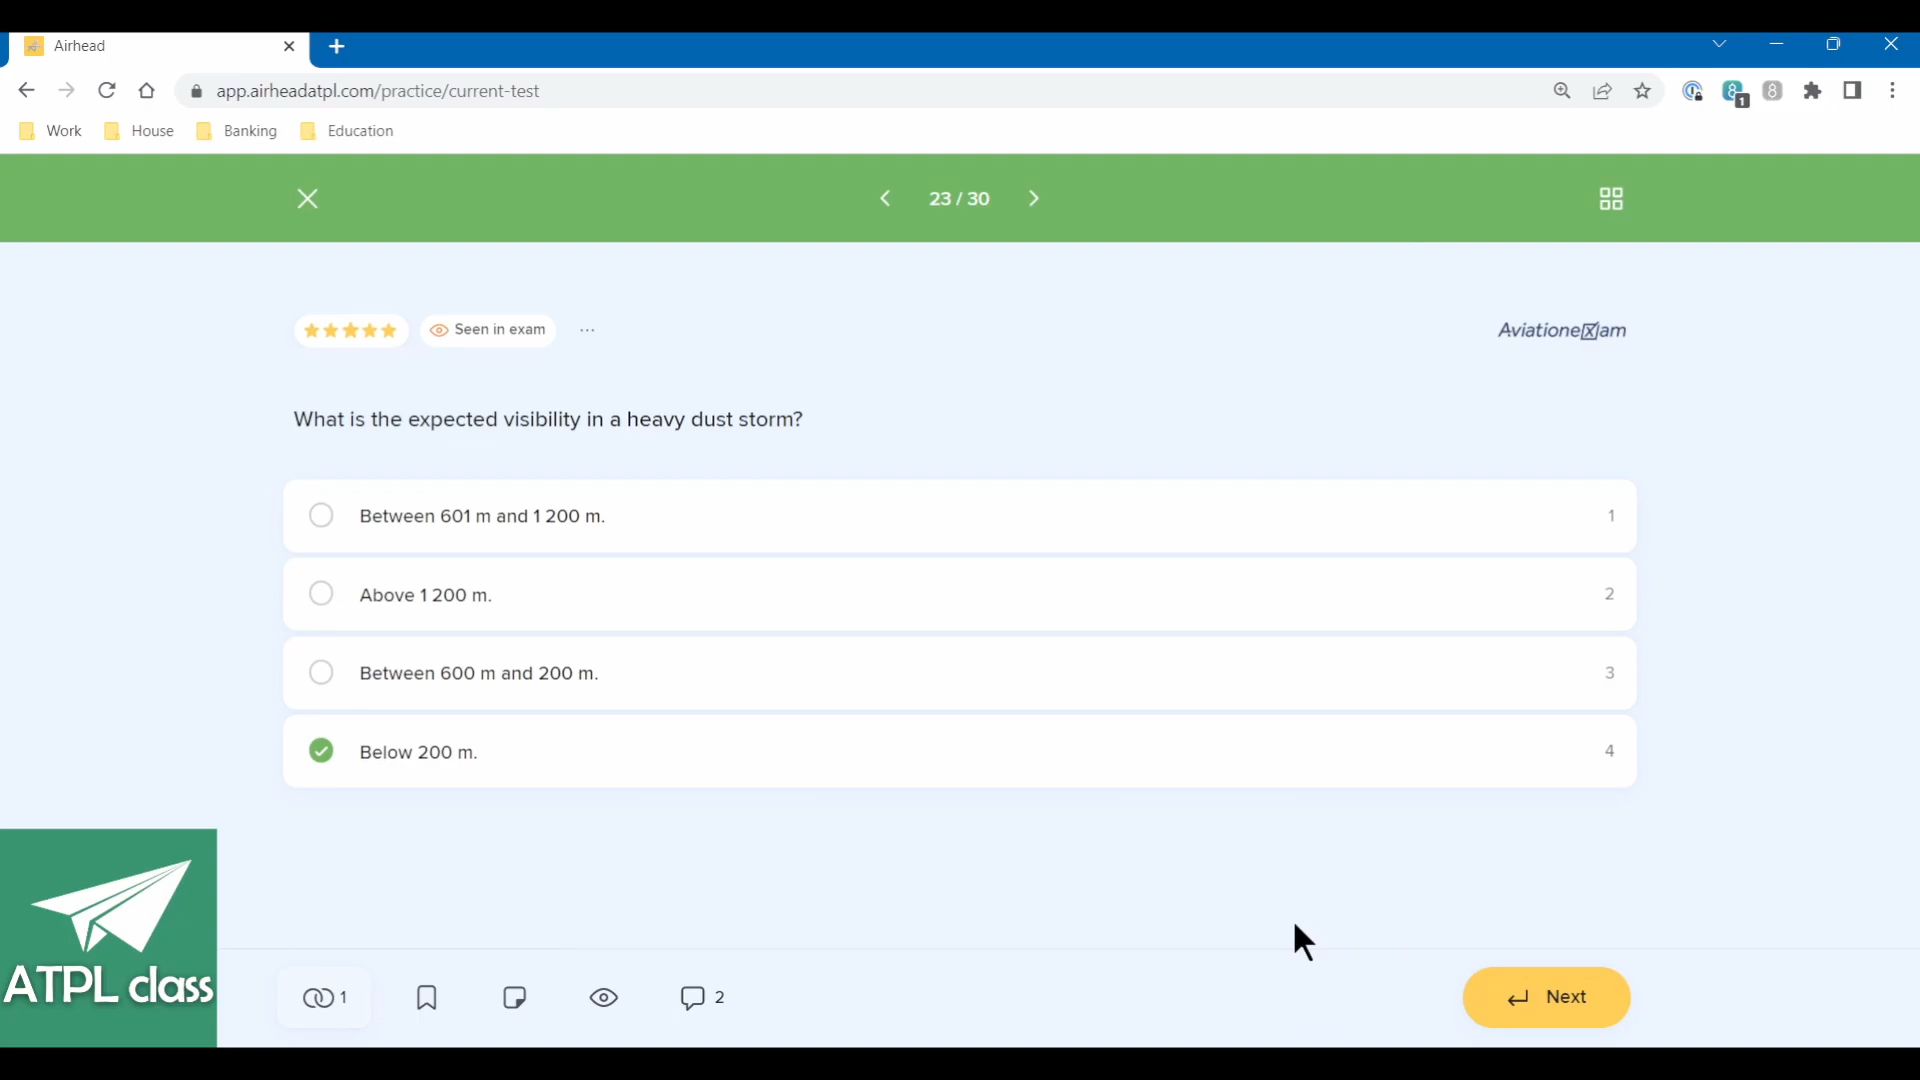 Airhead
app.airheadatpl.com/practice/current-test
1
8
Work
House
Banking
Education
23 / 30
Seen in exam
Aviationexam
What is the expected visibility in a heavy dust storm?
Between 601 m and 1 200 m.
1
Above 1 200 m.
2
Between 600 m and 200 m.
3
Below 200 m.
4
ATPL class
1
2
Next